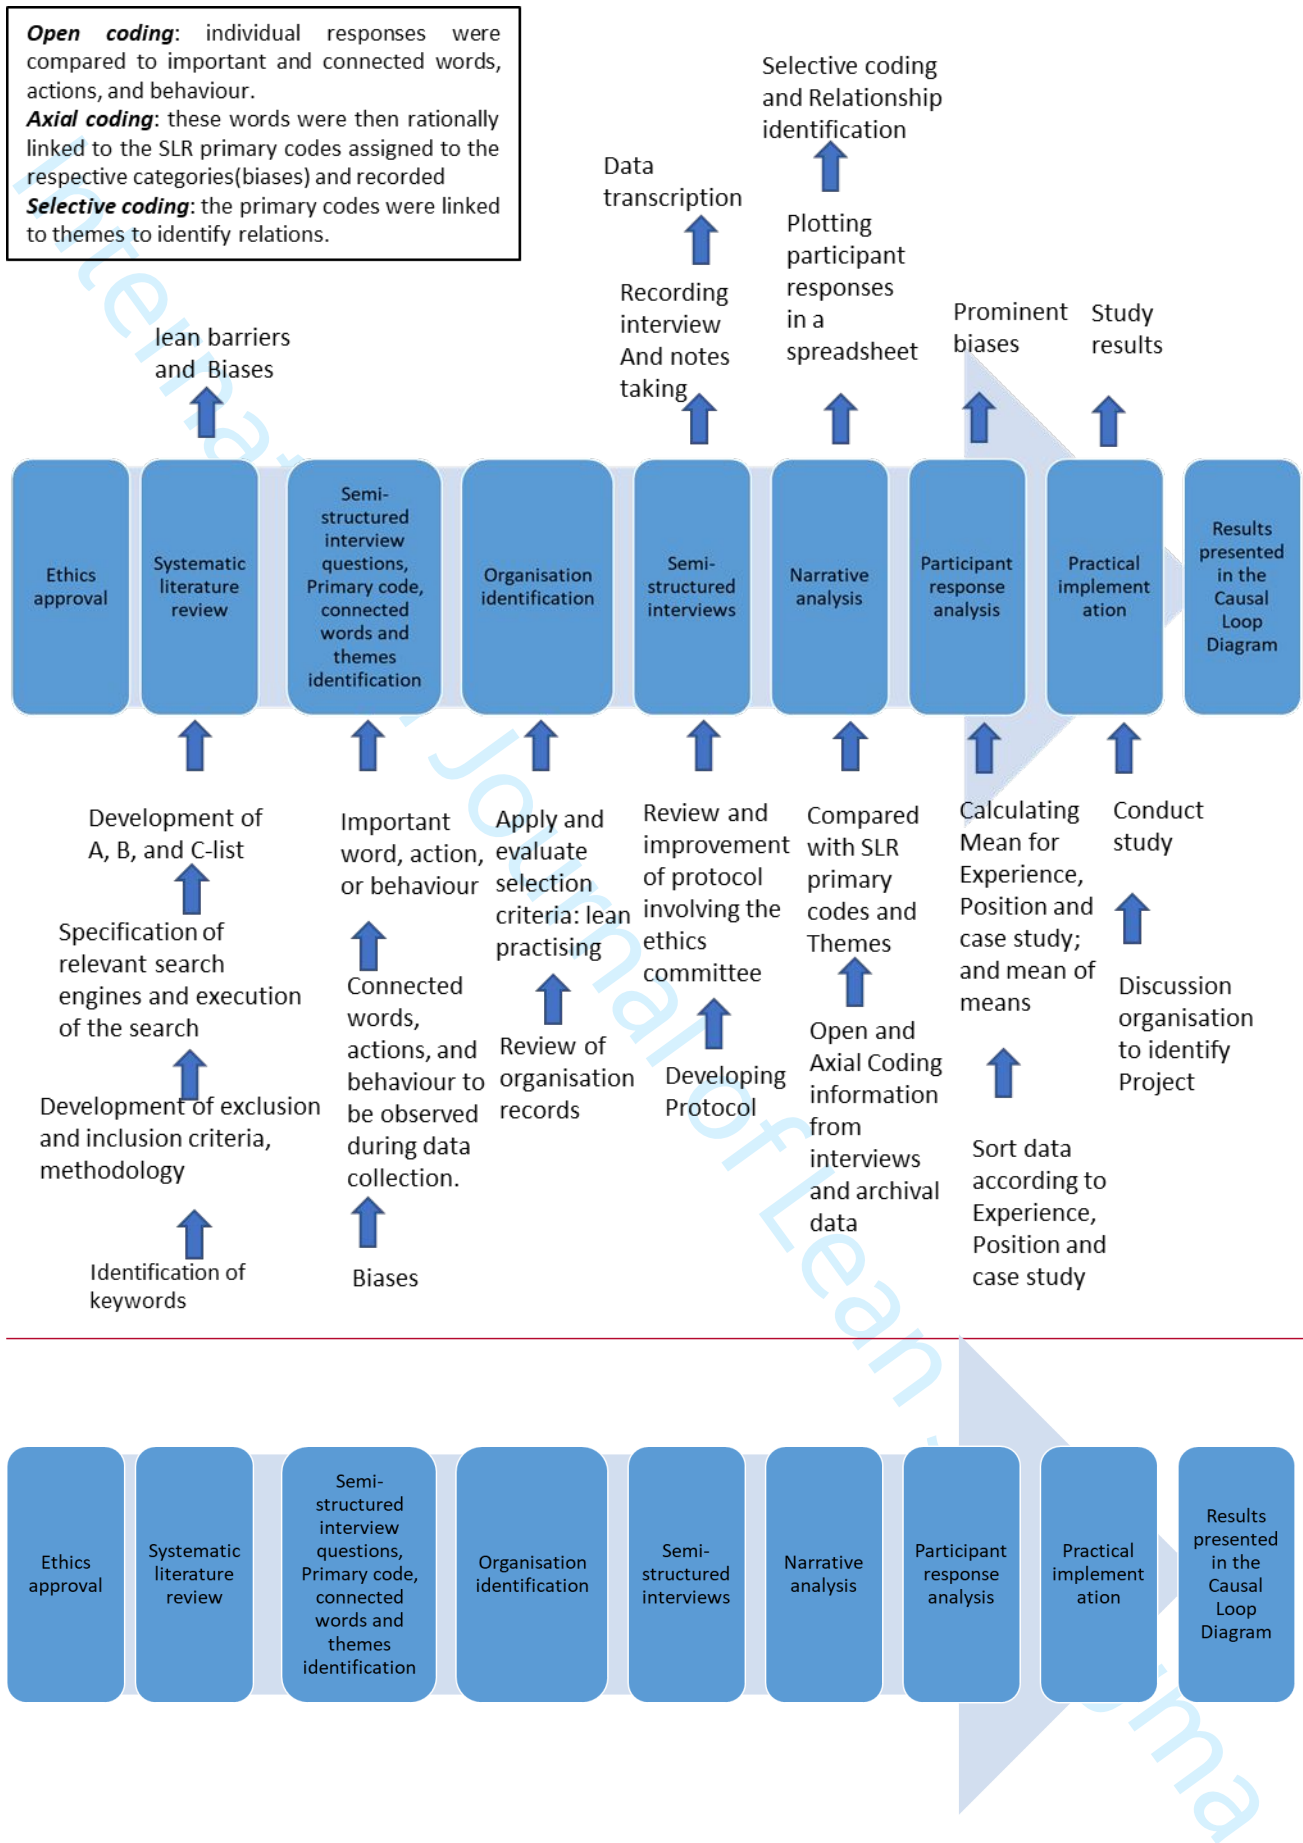 Open coding: individual responses were
compared to important and connected words,
actions, and behaviour.
Axial coding: these words were then rationally
linked to the SLR primary codes assigned to the
respective categories(biases) and recorded
Selective coding: the primary codes were linked
to themes to identify relations.
Selective coding
and Relationship
identification
Data
transcription
Plotting
participant
responses
in a
spreadsheet
Recording
interview
And notes
taking
lean barriers
and Biases
Prominent
biases
Study
results
Ethics
approval
Systematic
literature
review
Semi-
structured
interview
questions,
Primary code,
connected
words and
themes
identification
Organisation
identification
Semi-
structured
interviews
Narrative
analysis
Participant
response
analysis
Practical
implement
ation
Results
presented
in the
Causal
Loop
Diagram
Development of
A, B, and C-list
Specification of
relevant search
engines and execution
of the search
Development of exclusion
and inclusion criteria,
methodology
Identification of
keywords
Important
word, action,
or behaviour
Connected
words,
actions, and
behaviour to
be observed
during data
collection.
Biases
Apply and
evaluate
selection
criteria: lean
practising
Review of
organisation
records
Review and
improvement
of protocol
involving the
ethics
committee
Developing
Protocol
Compared
with SLR
primary
codes and
Themes
Open and
Axial Coding
information
from
interviews
and archival
data
Calculating
Mean for
Experience,
Position and
case study;
and mean of
means
Sort data
according to
Experience,
Position and
case study
Conduct
study
Discussion
organisation
to identify
Project
Ethics
approval
Systematic
literature
review
Semi-
structured
interview
questions,
Primary code,
connected
words and
themes
identification
Organisation
identification
Semi-
structured
interviews
Narrative
analysis
Participant
response
analysis
Practical
implement
ation
Results
presented
in the
Causal
Loop
Diagram
Journal of Lean